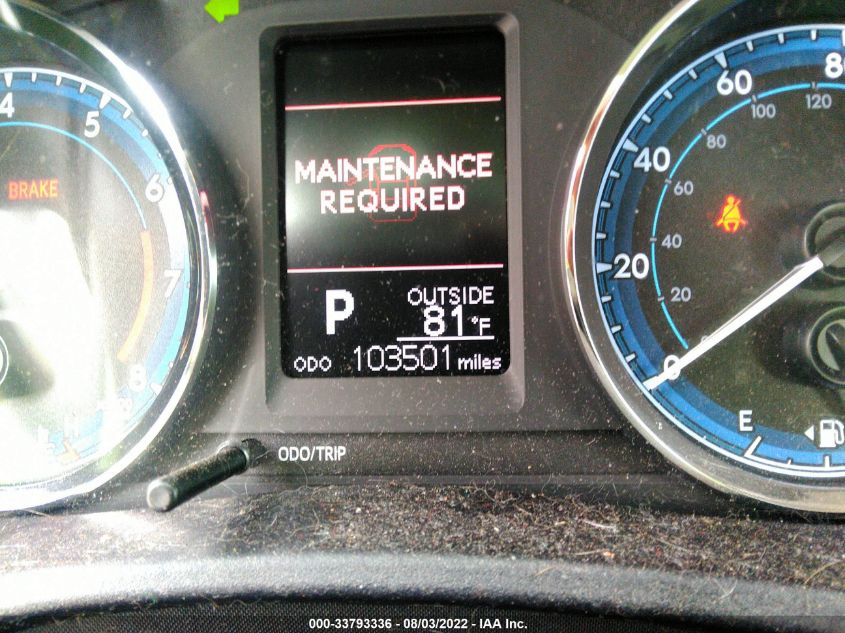 4
5
6
7
8
BRAKE
MAINTENANCE
REQUIRED
P
OUTSIDE
81°F
ODO 103501 miles
ODO/TRIP
0
20
40
60
80
20
40
60
80
100
120
E
000-33793336 - 08/03/2022 - IAA Inc.